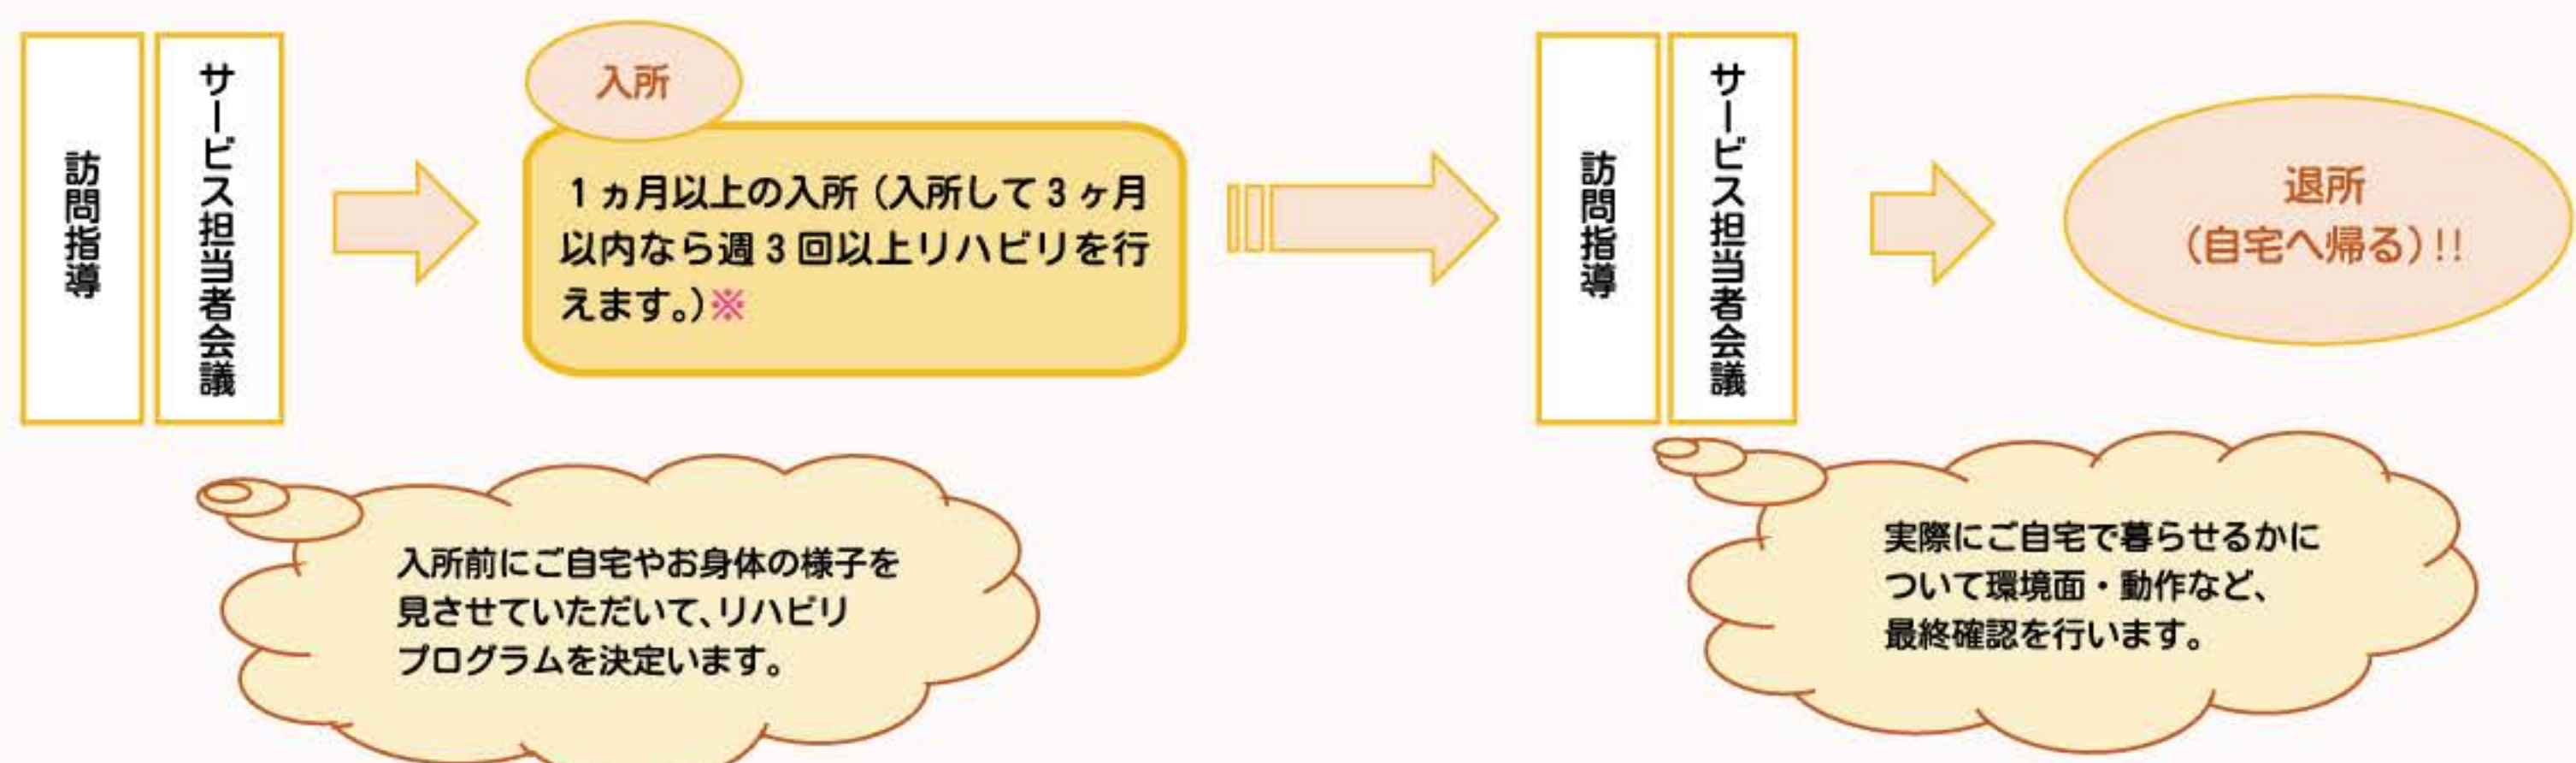 訪問指導
サービス担当者会議
入所
1ヵ月以上の入所（入所して3ヶ月
以内なら週3回以上リハビリを行
えます。）※
訪問指導
サービス担当者会議
退所
（自宅へ帰る）!!
入所前にご自宅やお身体の様子を
見させていただいて、リハビリ
プログラムを決定います。
実際にご自宅で暮らせるかに
ついて環境面・動作など、
最終確認を行います。